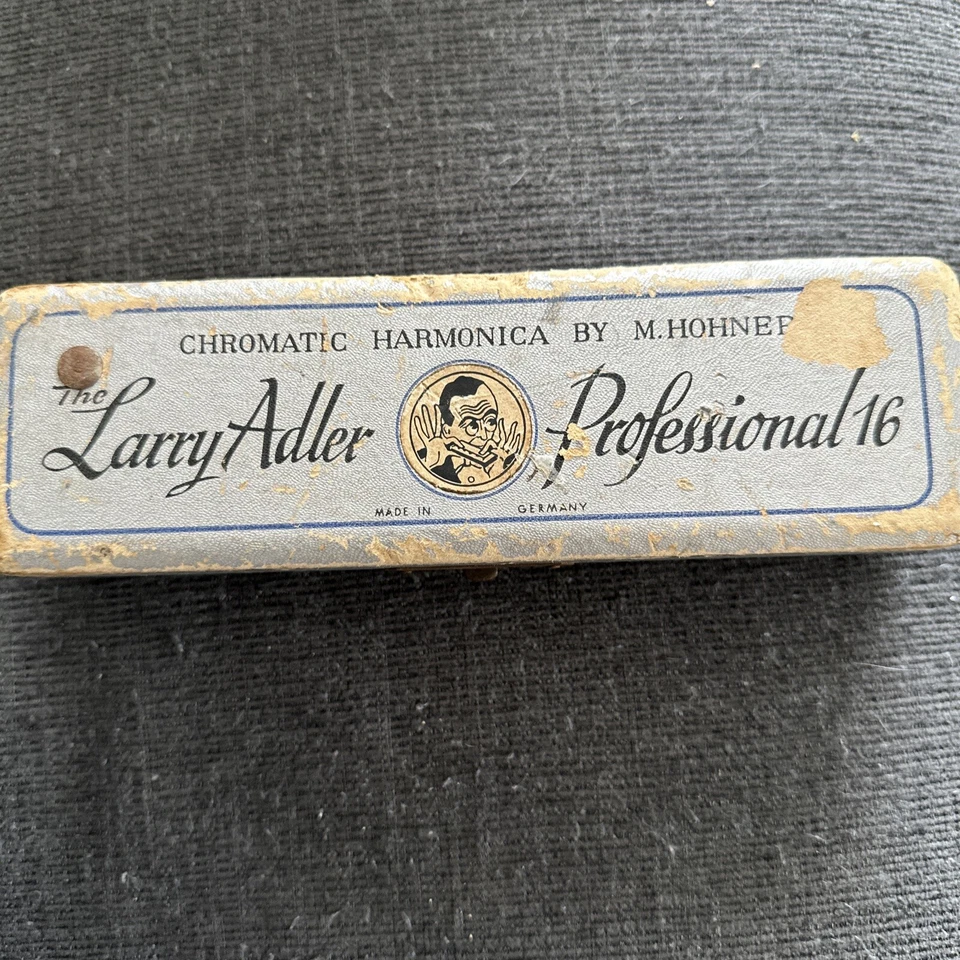 CHROMATIC HARMONICA BY M.HOHNER
The Larry Adler Professional 16
MADE IN GERMANY